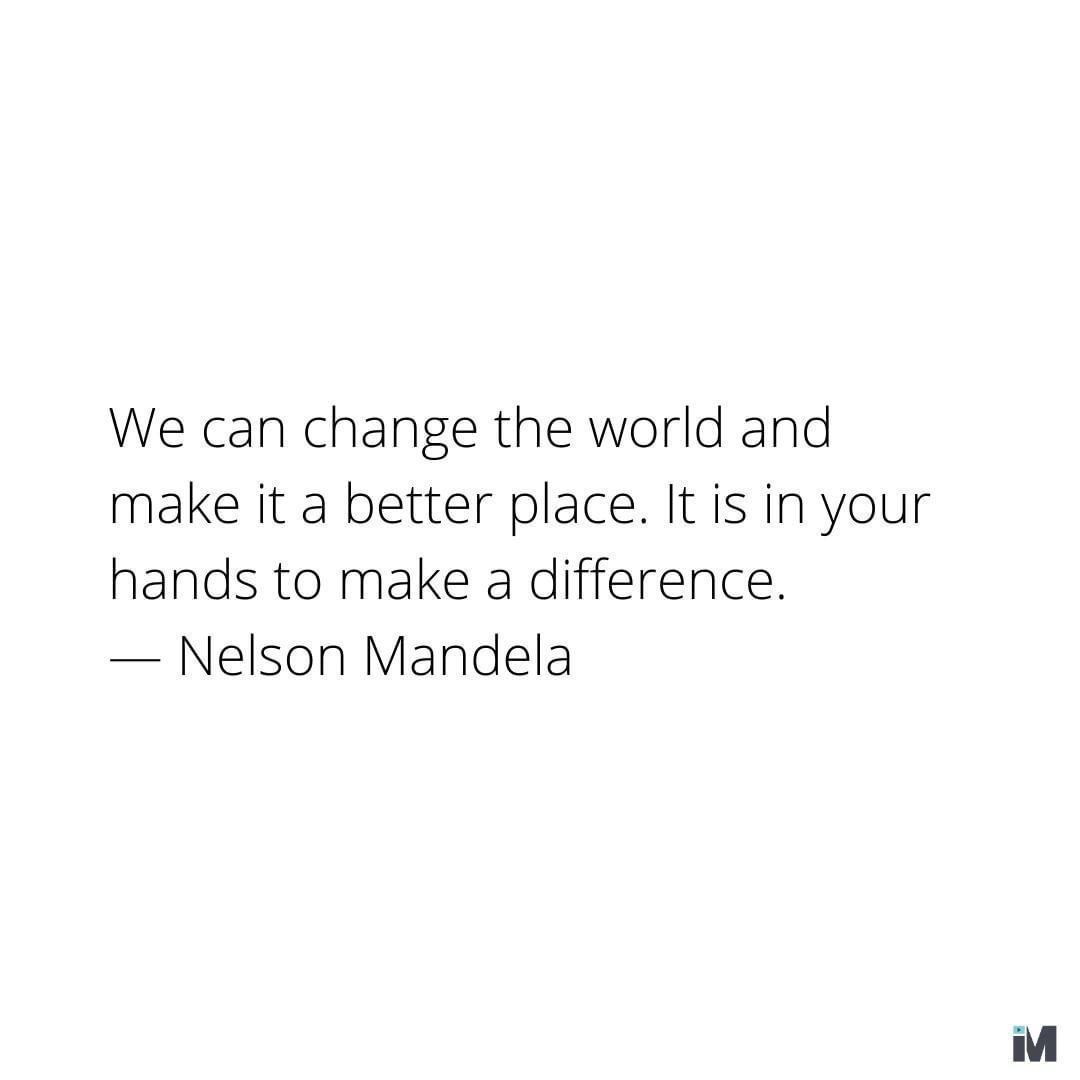 We can change the world and
make it a better place. It is in your
hands to make a difference.
— Nelson Mandela
iM